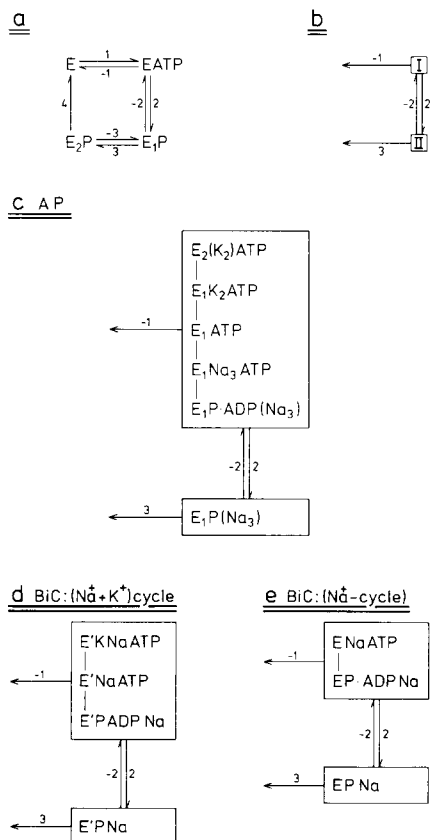 a
b
E 1 -1 EATP
4 -2 2
E₂P -3 3 E₁P
-1 I
-2 2
3 II
c AP
E₂(K₂)ATP
E₁K₂ATP
-1 E₁ATP
E₁Na₃ATP
E₁P·ADP(Na₃)
-2 2
3 E₁P(Na₃)
d BiC:(Na⁺+K⁺)cycle
E'KNaATP
-1 E'NaATP
E'PADPNa
-2 2
3 E'PNa
e BiC:(Na⁺-cycle)
ENaATP
-1
EP·ADPNa
-2 2
3 EPNa